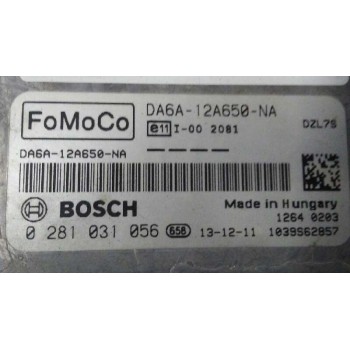 FoMoCo
DA6A-12A650-NA
e11 I-00 2081
DZL7S
DA6A-12A650-NA
BOSCH
Made in Hungary
1264 0203
0 281 031 056 658 13-12-11 1039S62857